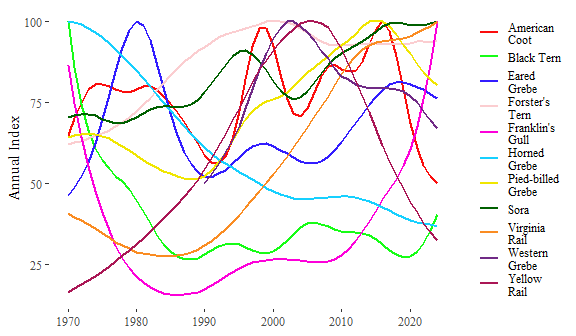 Annual Index
100
75
50
25
1970
1980
1990
2000
2010
2020
American
Coot
Black Tern
Eared
Grebe
Forster's
Tern
Franklin's
Gull
Horned
Grebe
Pied-billed
Grebe
Sora
Virginia
Rail
Western
Grebe
Yellow
Rail